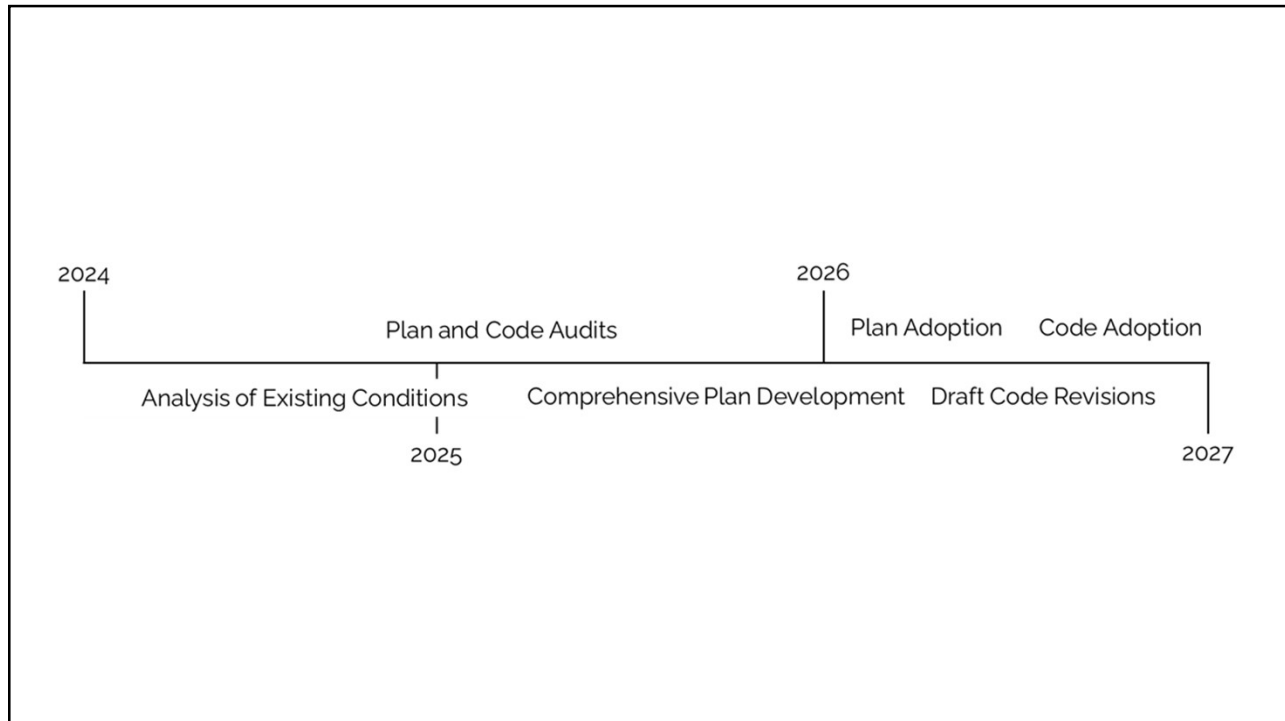 2024
2026
Plan and Code Audits
Plan Adoption
Code Adoption
Analysis of Existing Conditions
Comprehensive Plan Development
Draft Code Revisions
2025
2027